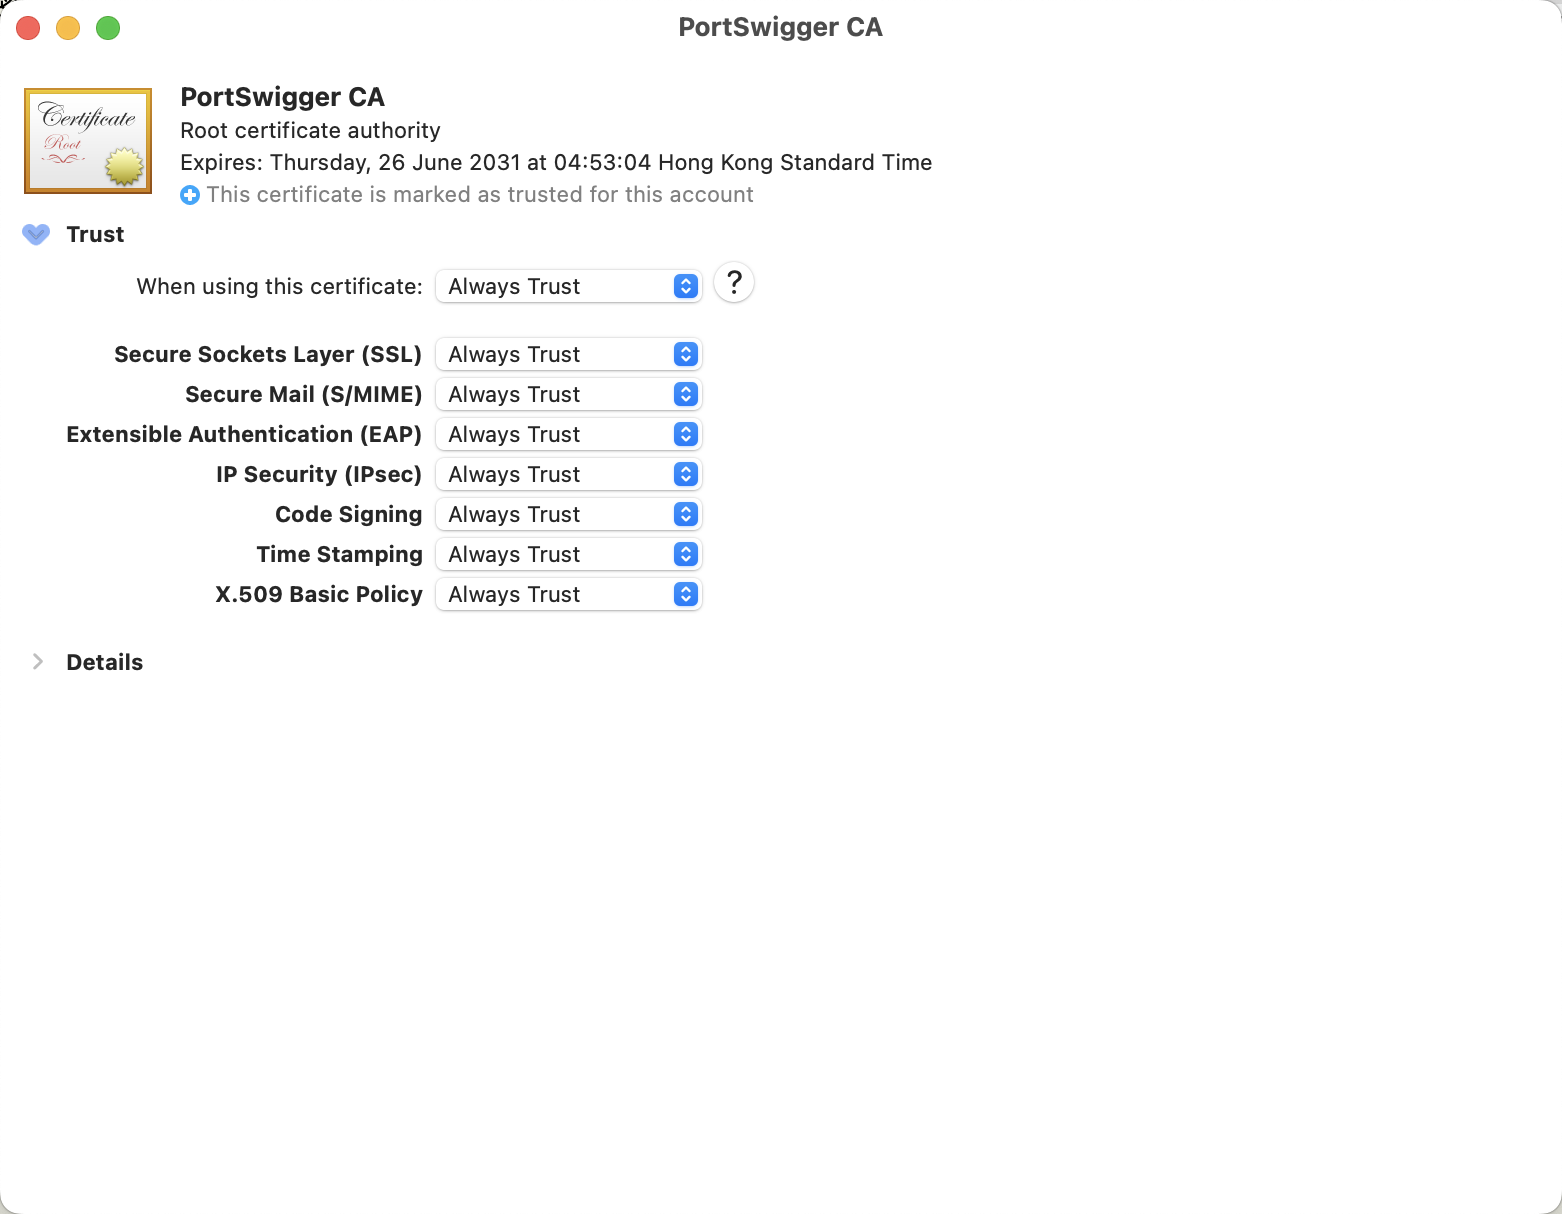 PortSwigger CA
Certificate
Root
PortSwigger CA
Root certificate authority
Expires: Thursday, 26 June 2031 at 04:53:04 Hong Kong Standard Time
This certificate is marked as trusted for this account
Trust
When using this certificate: Always Trust ?
Secure Sockets Layer (SSL) Always Trust
Secure Mail (S/MIME) Always Trust
Extensible Authentication (EAP) Always Trust
IP Security (IPsec) Always Trust
Code Signing Always Trust
Time Stamping Always Trust
X.509 Basic Policy Always Trust
Details